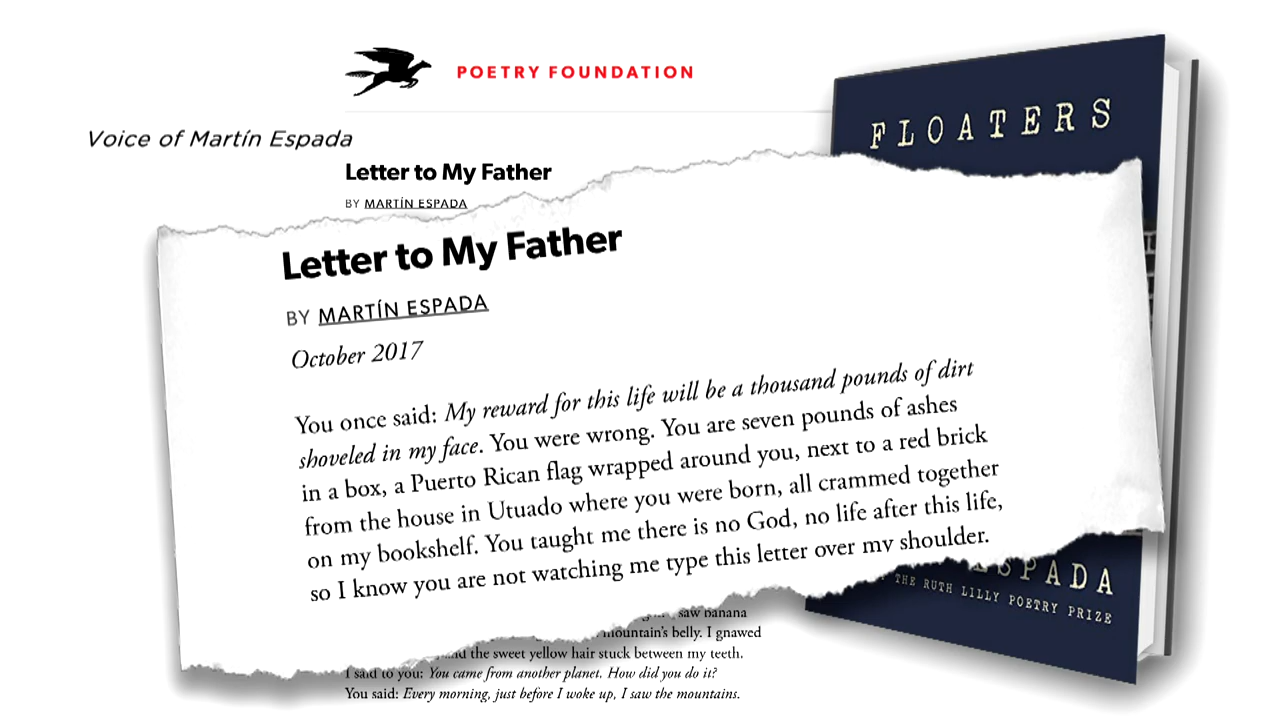 POETRY FOUNDATION
FLOATERS
Voice of Martín Espada
Letter to My Father
BY MARTÍN ESPADA
Letter to My Father
BY MARTÍN ESPADA
October 2017
You once said: My reward for this life will be a thousand pounds of dirt
shoveled in my face. You were wrong. You are seven pounds of ashes
in a box, a Puerto Rican flag wrapped around you, next to a red brick
from the house in Utuado where you were born, all crammed together
on my bookshelf. You taught me there is no God, no life after this life,
so I know you are not watching me type this letter over my shoulder.
ESPADA
THE RUTH LILLY POETRY PRIZE
saw banana
mountain's belly. I gnawed
the sweet yellow hair stuck between my teeth.
I said to you: You came from another planet. How did you do it?
You said: Every morning, just before I woke up, I saw the mountains.